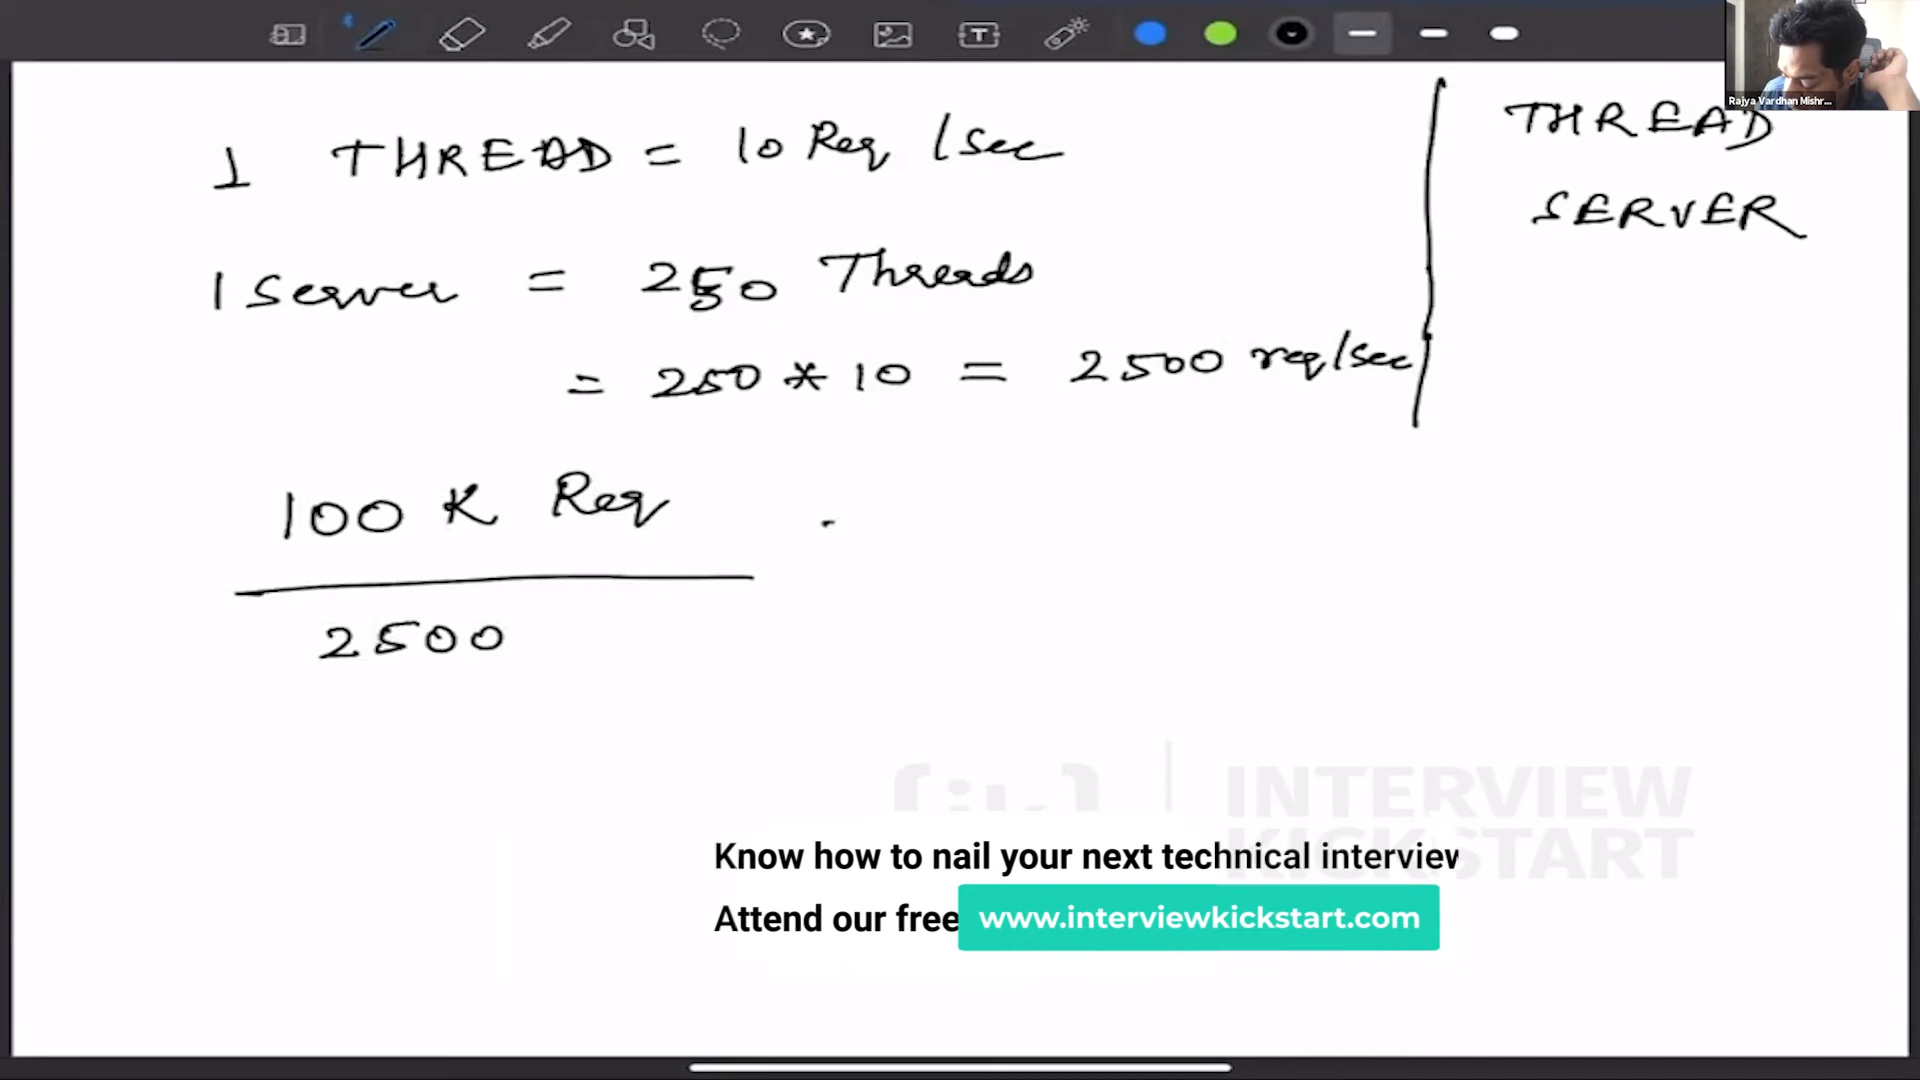 Rajya Vardhan Mishr...
1 THREAD = 10 Req /Sec
THREAD
SERVER
1 Server = 250 Threads
= 250 * 10 = 2500 req/sec
100 K Req
2500
INTERVIEW
KICKSTART
Know how to nail your next technical interview
Attend our free
www.interviewkickstart.com